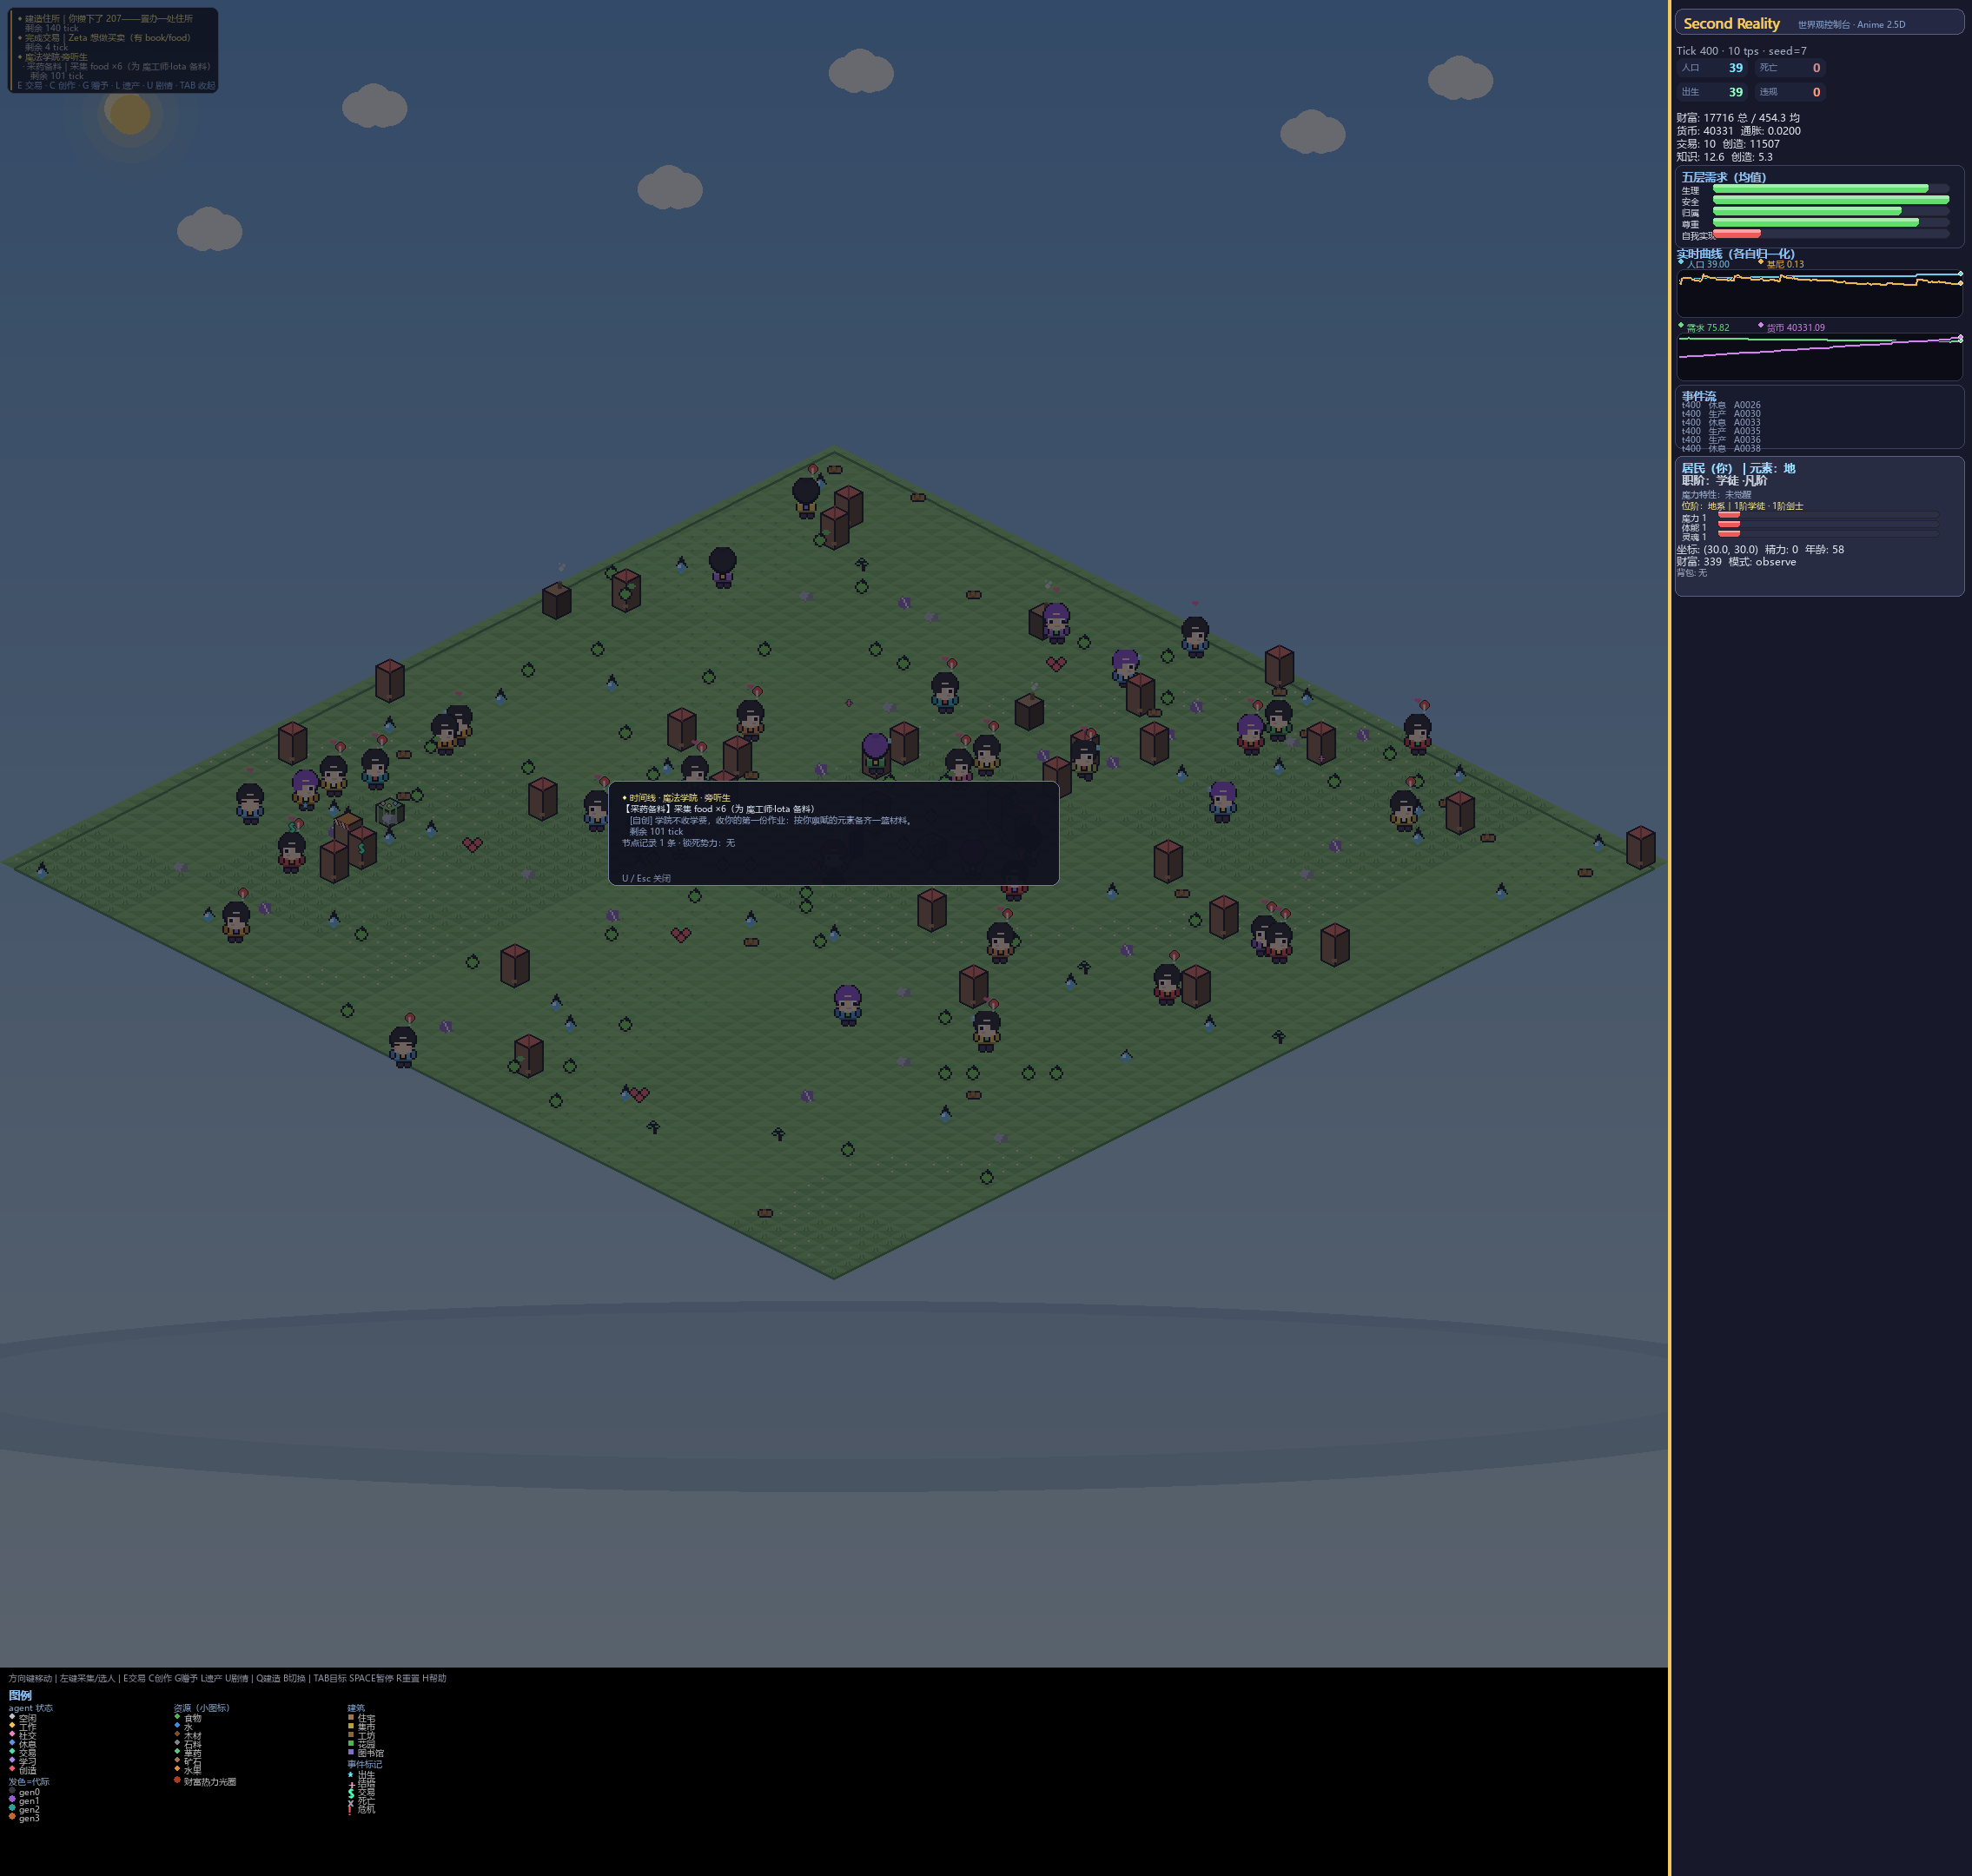 ◆ 建造住所｜你攒下了 207——置办一处住所
剩余 140 tick
◆ 完成交易｜Zeta 想做买卖（有 book/food）
剩余 4 tick
◆ 魔法学院·旁听生
· 采药备料｜采集 food ×6（为 魔工师·Iota 备料）
剩余 101 tick
E 交易 · C 创作 · G 赠予 · L 遗产 · U 剧情 · TAB 收起
◆ 时间线 · 魔法学院 · 旁听生
【采药备料】采集 food ×6（为 魔工师·Iota 备料）
[自创] 学院不收学费，收你的第一份作业：按你禀赋的元素备齐一篮材料。
剩余 101 tick
节点记录 1 条 · 锁死势力：无
U / Esc 关闭
Second Reality 世界观控制台 · Anime 2.5D
Tick 400 · 10 tps · seed=7
人口 39 死亡 0
出生 39 违规 0
财富: 17716 总 / 454.3 均
货币: 40331 通胀: 0.0200
交易: 10 创造: 11507
知识: 12.6 创造: 5.3
五层需求（均值）
生理
安全
归属
尊重
自我实现
实时曲线（各自归一化）
人口 39.00 基尼 0.13
需求 75.82 货币 40331.09
事件流
t400 休息 A0026
t400 生产 A0030
t400 休息 A0033
t400 生产 A0035
t400 生产 A0036
t400 休息 A0038
居民（你）｜元素：地
职阶：学徒·凡阶
魔力特性：未觉醒
位阶：地系｜1阶学徒 · 1阶剑士
魔力 1
体能 1
灵魂 1
坐标: (30.0, 30.0) 精力: 0 年龄: 58
财富: 339 模式: observe
背包: 无
方向键移动 | 左键采集/选人 | E交易 C创作 G赠予 L遗产 U剧情 | Q建造 B切换 | TAB目标 SPACE暂停 R重置 H帮助
图例
agent 状态
空闲
工作
社交
休息
交易
学习
创造
发色=代际
gen0
gen1
gen2
gen3
资源（小图标）
食物
水
木材
石料
草药
矿石
水果
财富热力光圈
建筑
住宅
集市
工坊
花园
图书馆
事件标记
出生
交易
死亡
危机